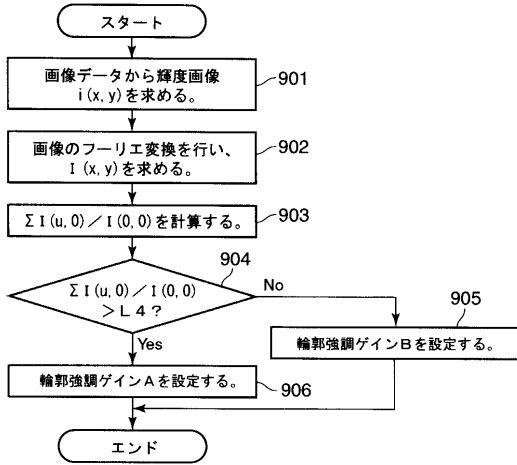 スタート
画像データから輝度画像
i(x,y)を求める。
901
画像のフーリエ変換を行い、
I(x,y)を求める。
902
ΣI(u,0)/I(0,0)を計算する。
903
904
ΣI(u,0)/I(0,0)
>L4?
No
Yes
905
輪郭強調ゲインBを設定する。
輪郭強調ゲインAを設定する。
906
エンド